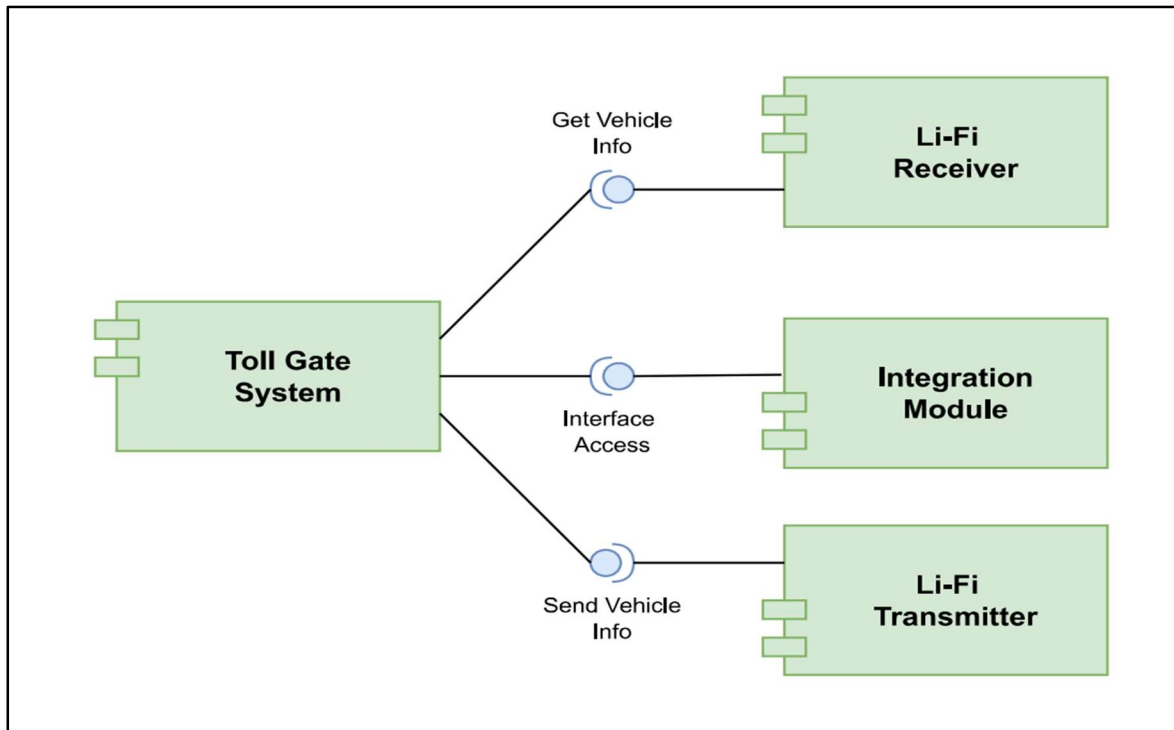 Get Vehicle
Info
Li-Fi
Receiver
Toll Gate
System
Interface
Access
Integration
Module
Send Vehicle
Info
Li-Fi
Transmitter